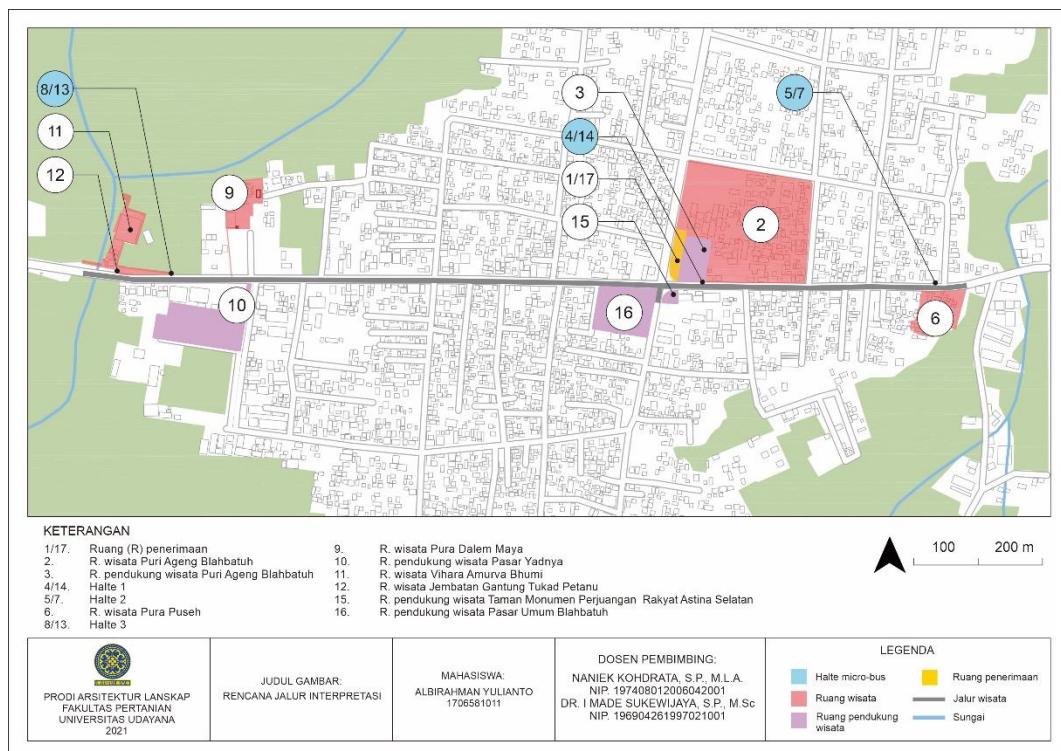 8/13
11
12
9
10
3
4/14
1/17
15
2
5/7
16
6
KETERANGAN
1/17. Ruang (R) penerimaan
2. R. wisata Puri Ageng Blahbatuh
3. R. pendukung wisata Puri Ageng Blahbatuh
4/14. Halte 1
5/7. Halte 2
6. R. wisata Pura Puseh
8/13. Halte 3
9. R. wisata Pura Dalem Maya
10. R. pendukung wisata Pasar Yadnya
11. R. wisata Vihara Amurva Bhumi
12. R. wisata Jembatan Gantung Tukad Petanu
15. R. pendukung wisata Taman Monumen Perjuangan Rakyat Astina Selatan
16. R. pendukung wisata Pasar Umum Blahbatuh
100 200 m
PRODI ARSITEKTUR LANSKAP
FAKULTAS PERTANIAN
UNIVERSITAS UDAYANA
2021
JUDUL GAMBAR:
RENCANA JALUR INTERPRETASI
MAHASISWA:
ALBIRAHMAN YULIANTO
1706581011
DOSEN PEMBIMBING:
NANIEK KOHDRATA, S.P., M.L.A.
NIP. 197408012006042001
DR. I MADE SUKEWIJAYA, S.P., M.Sc
NIP. 196904261997021001
LEGENDA
Halte micro-bus
Ruang wisata
Ruang pendukung
wisata
Ruang penerimaan
Jalur wisata
Sungai